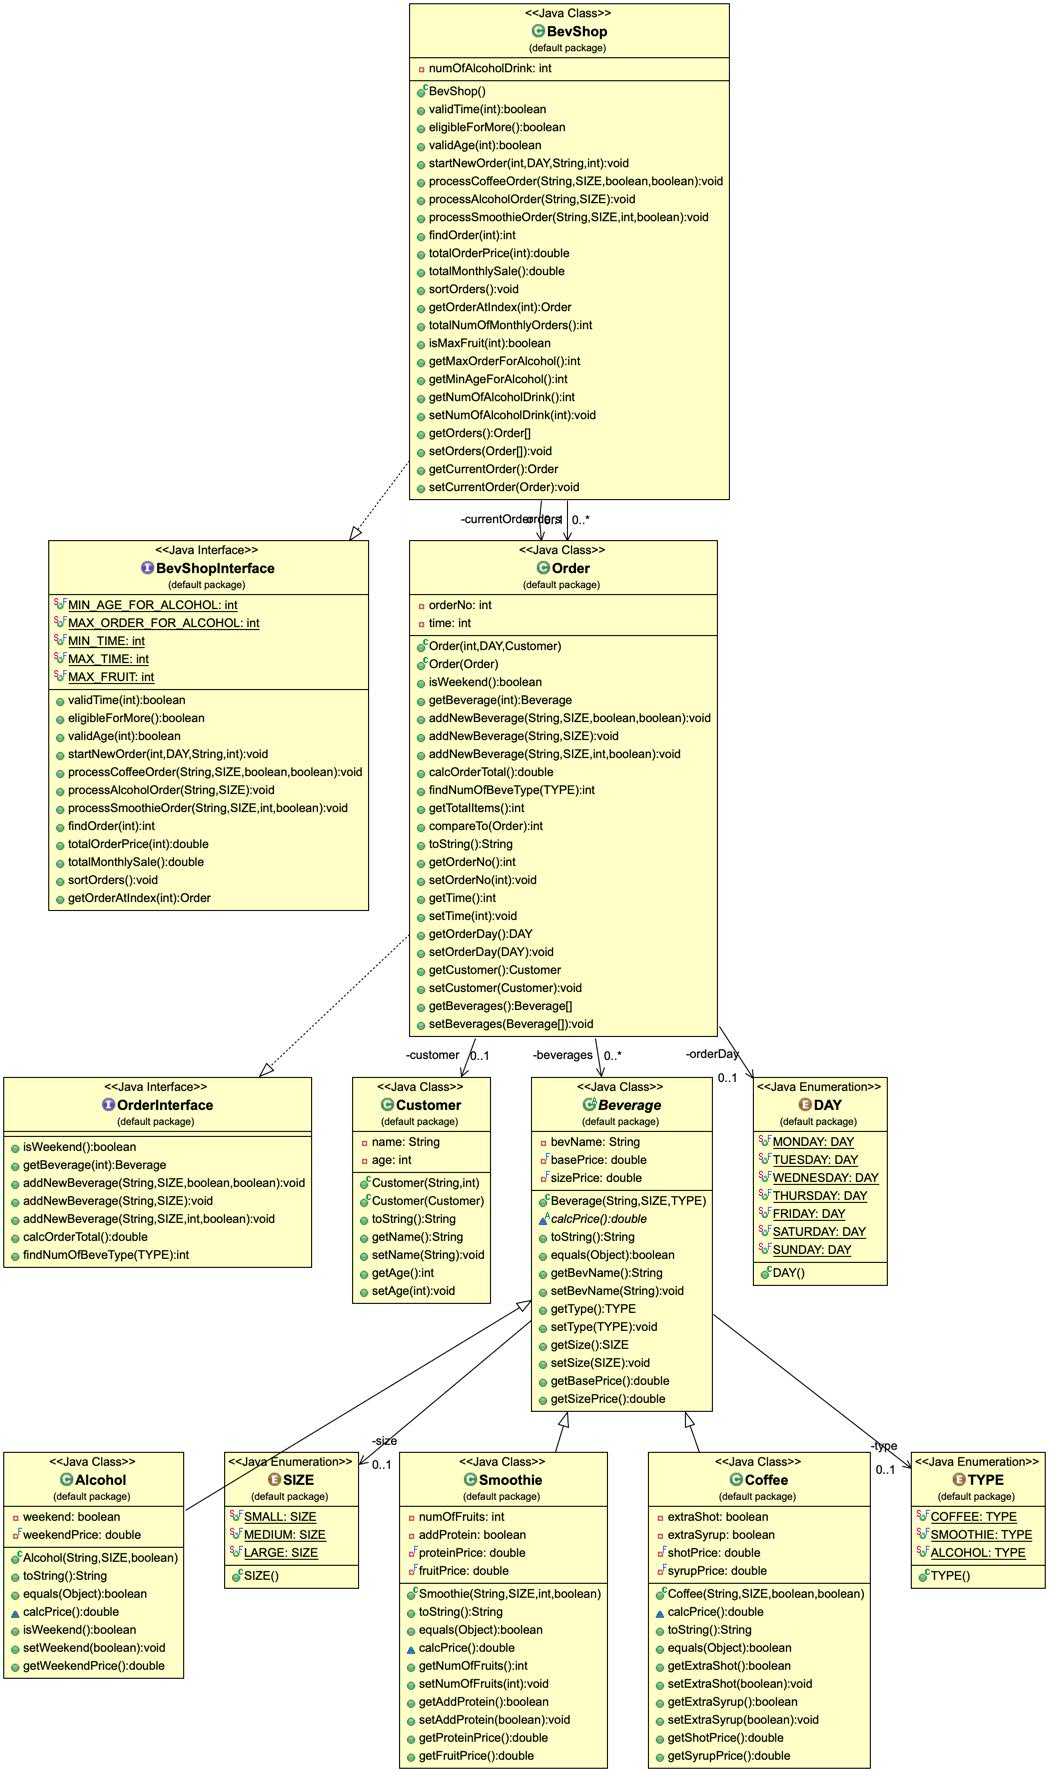 <<Java Class>>
BevShop
(default package)
numOfAlcoholDrink: int
BevShop()
validTime(int):boolean
eligibleForMore():boolean
validAge(int):boolean
startNewOrder(int,DAY,String,int):void
processCoffeeOrder(String,SIZE,boolean,boolean):void
processAlcoholOrder(String,SIZE):void
processSmoothieOrder(String,SIZE,int,boolean):void
findOrder(int):int
totalOrderPrice(int):double
totalMonthlySale():double
sortOrders():void
getOrderAtIndex(int):Order
totalNumOfMonthlyOrders():int
isMaxFruit(int):boolean
getMaxOrderForAlcohol():int
getMinAgeForAlcohol():int
getNumOfAlcoholDrink():int
setNumOfAlcoholDrink(int):void
getOrders():Order[]
setOrders(Order[]):void
getCurrentOrder():Order
setCurrentOrder(Order):void
-currentOrder
0..1
-orders
0..*
<<Java Interface>>
BevShopInterface
(default package)
MIN_AGE_FOR_ALCOHOL: int
MAX_ORDER_FOR_ALCOHOL: int
MIN_TIME: int
MAX_TIME: int
MAX_FRUIT: int
validTime(int):boolean
eligibleForMore():boolean
validAge(int):boolean
startNewOrder(int,DAY,String,int):void
processCoffeeOrder(String,SIZE,boolean,boolean):void
processAlcoholOrder(String,SIZE):void
processSmoothieOrder(String,SIZE,int,boolean):void
findOrder(int):int
totalOrderPrice(int):double
totalMonthlySale():double
sortOrders():void
getOrderAtIndex(int):Order
<<Java Class>>
Order
(default package)
orderNo: int
time: int
Order(int,DAY,Customer)
Order(Order)
isWeekend():boolean
getBeverage(int):Beverage
addNewBeverage(String,SIZE,boolean,boolean):void
addNewBeverage(String,SIZE):void
addNewBeverage(String,SIZE,int,boolean):void
calcOrderTotal():double
findNumOfBeveType(TYPE):int
getTotalItems():int
compareTo(Order):int
toString():String
getOrderNo():int
setOrderNo(int):void
getTime():int
setTime(int):void
getOrderDay():DAY
setOrderDay(DAY):void
getCustomer():Customer
setCustomer(Customer):void
getBeverages():Beverage[]
setBeverages(Beverage[]):void
-customer
0..1
-beverages
0..*
-orderDay
0..1
<<Java Interface>>
OrderInterface
(default package)
isWeekend():boolean
getBeverage(int):Beverage
addNewBeverage(String,SIZE,boolean,boolean):void
addNewBeverage(String,SIZE):void
addNewBeverage(String,SIZE,int,boolean):void
calcOrderTotal():double
findNumOfBeveType(TYPE):int
<<Java Class>>
Customer
(default package)
name: String
age: int
Customer(String,int)
Customer(Customer)
toString():String
getName():String
setName(String):void
getAge():int
setAge(int):void
<<Java Class>>
Beverage
(default package)
bevName: String
basePrice: double
sizePrice: double
Beverage(String,SIZE,TYPE)
calcPrice():double
toString():String
equals(Object):boolean
getBevName():String
setBevName(String):void
getType():TYPE
setType(TYPE):void
getSize():SIZE
setSize(SIZE):void
getBasePrice():double
getSizePrice():double
<<Java Enumeration>>
DAY
(default package)
MONDAY: DAY
TUESDAY: DAY
WEDNESDAY: DAY
THURSDAY: DAY
FRIDAY: DAY
SATURDAY: DAY
SUNDAY: DAY
DAY()
-size
0..1
-type
0..1
<<Java Class>>
Alcohol
(default package)
weekend: boolean
weekendPrice: double
Alcohol(String,SIZE,boolean)
toString():String
equals(Object):boolean
calcPrice():double
isWeekend():boolean
setWeekend(boolean):void
getWeekendPrice():double
<<Java Enumeration>>
SIZE
(default package)
SMALL: SIZE
MEDIUM: SIZE
LARGE: SIZE
SIZE()
<<Java Class>>
Smoothie
(default package)
numOfFruits: int
addProtein: boolean
proteinPrice: double
fruitPrice: double
Smoothie(String,SIZE,int,boolean)
toString():String
equals(Object):boolean
calcPrice():double
getNumOfFruits():int
setNumOfFruits(int):void
getAddProtein():boolean
setAddProtein(boolean):void
getProteinPrice():double
getFruitPrice():double
<<Java Class>>
Coffee
(default package)
extraShot: boolean
extraSyrup: boolean
shotPrice: double
syrupPrice: double
Coffee(String,SIZE,boolean,boolean)
calcPrice():double
toString():String
equals(Object):boolean
getExtraShot():boolean
setExtraShot(boolean):void
getExtraSyrup():boolean
setExtraSyrup(boolean):void
getShotPrice():double
getSyrupPrice():double
<<Java Enumeration>>
TYPE
(default package)
COFFEE: TYPE
SMOOTHIE: TYPE
ALCOHOL: TYPE
TYPE()